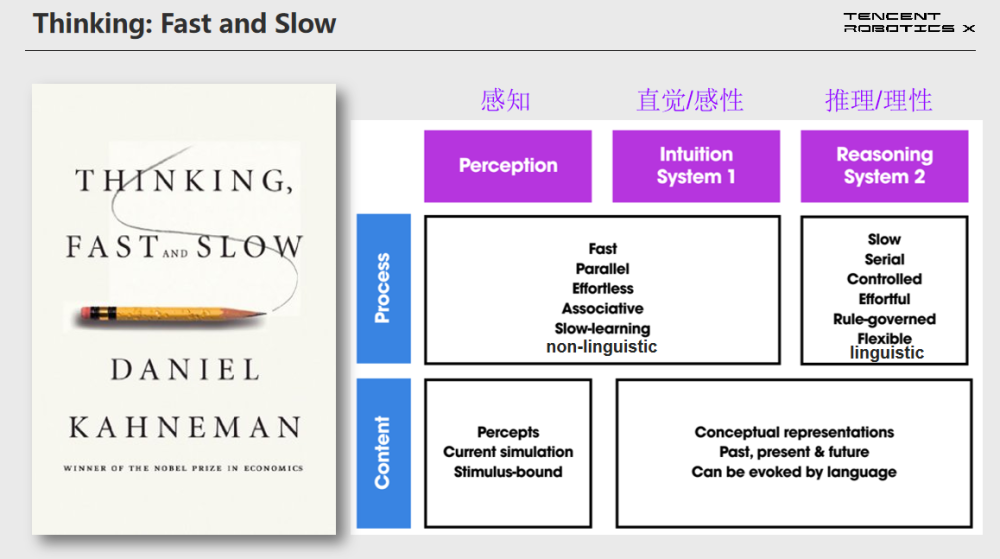 Thinking: Fast and Slow
TENCENT
ROBOTICS X
THINKING,
FAST AND SLOW
DANIEL
KAHNEMAN
WINNER OF THE NOBEL PRIZE IN ECONOMICS
感知
直觉/感性
推理/理性
Perception
Intuition
System 1
Reasoning
System 2
Process
Fast
Parallel
Effortless
Associative
Slow-learning
non-linguistic
Slow
Serial
Controlled
Effortful
Rule-governed
Flexible
linguistic
Content
Percepts
Current simulation
Stimulus-bound
Conceptual representations
Past, present & future
Can be evoked by language